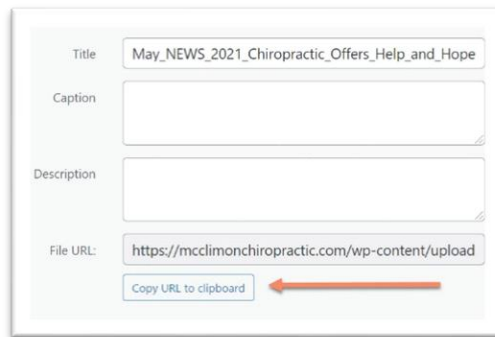 Title
May_NEWS_2021_Chiropractic_Offers_Help_and_Hope
Caption
Description
File URL:
https://mcclimonchiropractic.com/wp-content/upload
Copy URL to clipboard